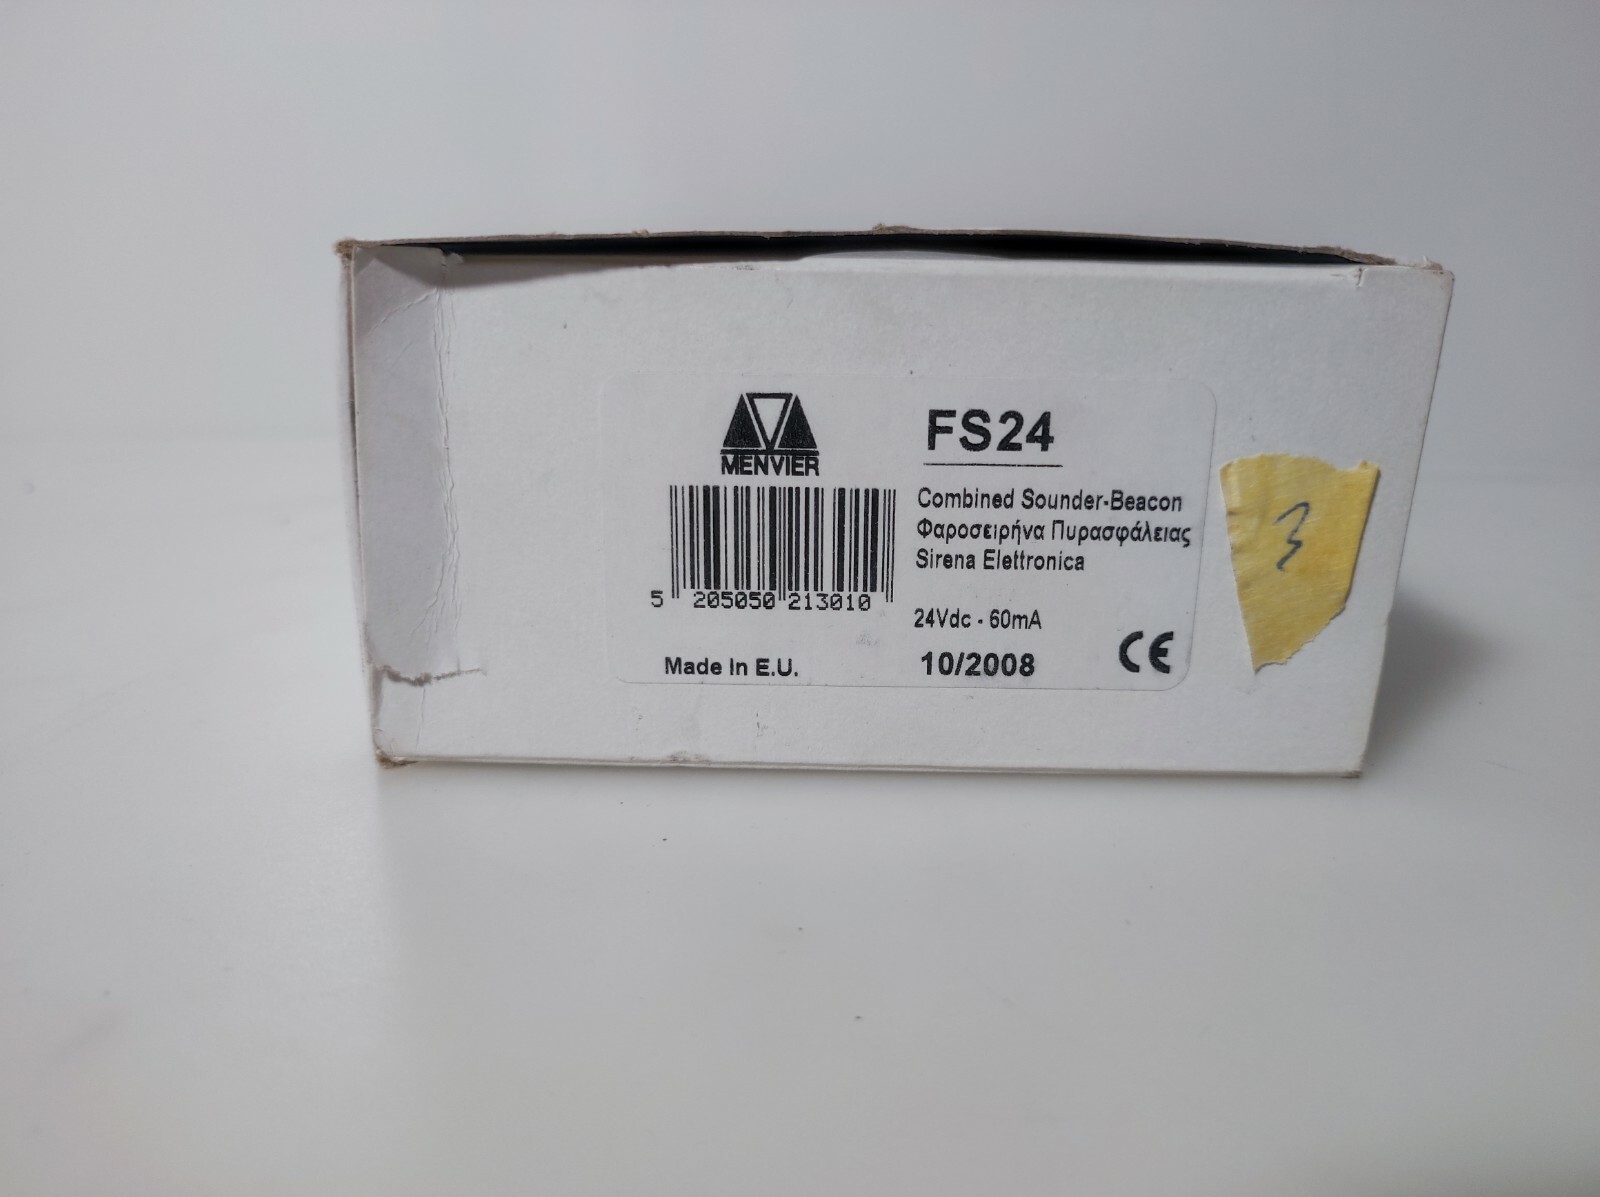 MENVIER
5 205050 213010
Made In E.U.
FS24
Combined Sounder-Beacon
Φαροσειρήνα Πυρασφάλειας
Sirena Elettronica
24Vdc - 60mA
10/2008
CE
3